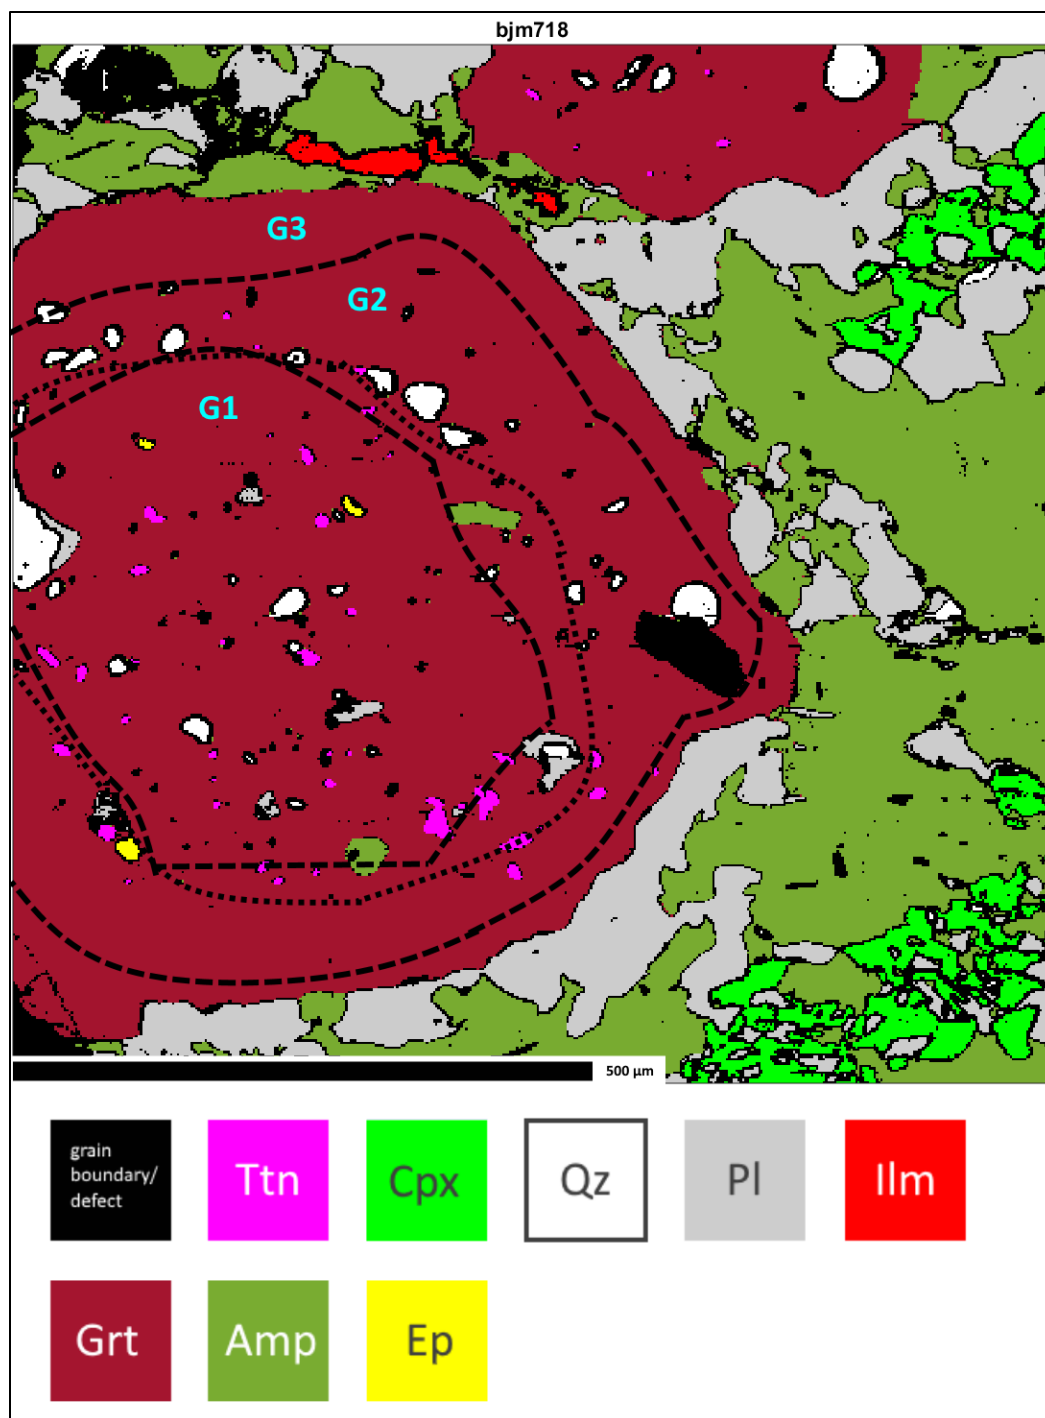 bjm718
G3
G2
G1
500 µm
grain
boundary/
defect
Ttn
Cpx
Qz
Pl
Ilm
Grt
Amp
Ep